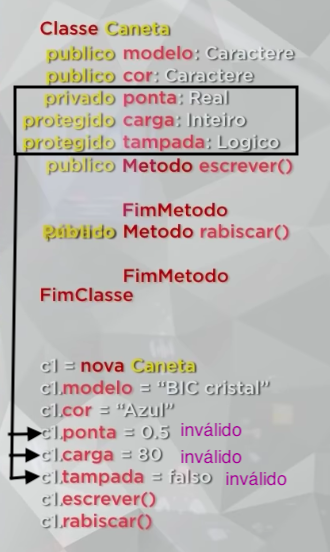 Classe Caneta
publico modelo: Caractere
publico cor: Caractere
privado ponta: Real
protegido carga: Inteiro
protegido tampada: Logico
publico Metodo escrever()
FimMetodo
Publico Metodo rabiscar()
FimMetodo
FimClasse
c1 = nova Caneta
c1.modelo = "BIC cristal"
c1.cor = "Azul"
c1.ponta = 0,5 inválido
c1.carga = 80 inválido
c1.tampada = falso inválido
c1.escrever()
c1.rabiscar()